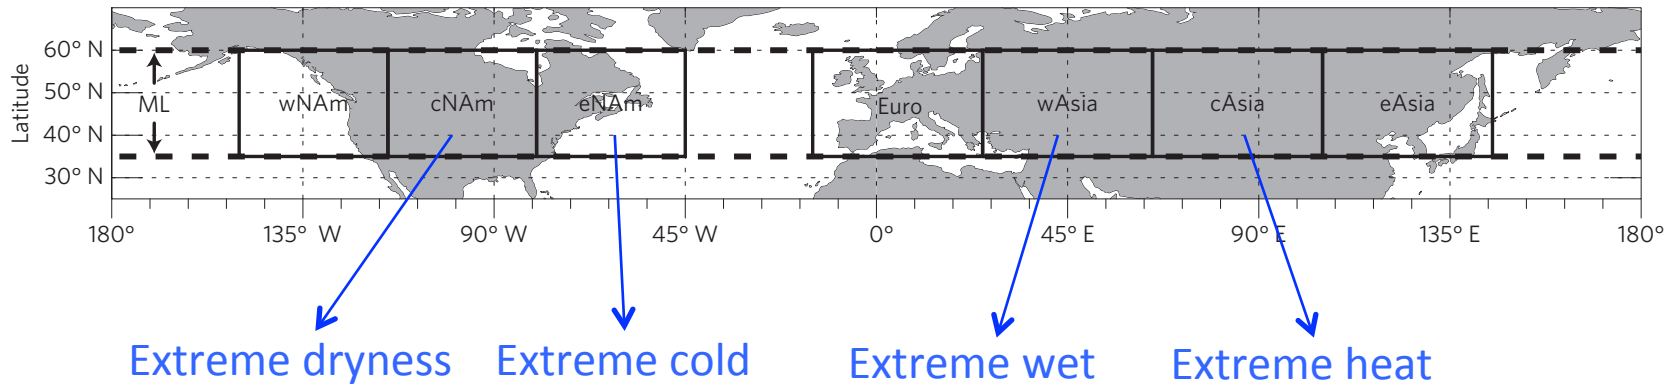 Latitude
60° N
50° N
40° N
30° N
ML
wNAm
cNAm
eNAm
Euro
wAsia
cAsia
eAsia
180°
135° W
90° W
45° W
0°
45° E
90° E
135° E
180°
Extreme dryness
Extreme cold
Extreme wet
Extreme heat